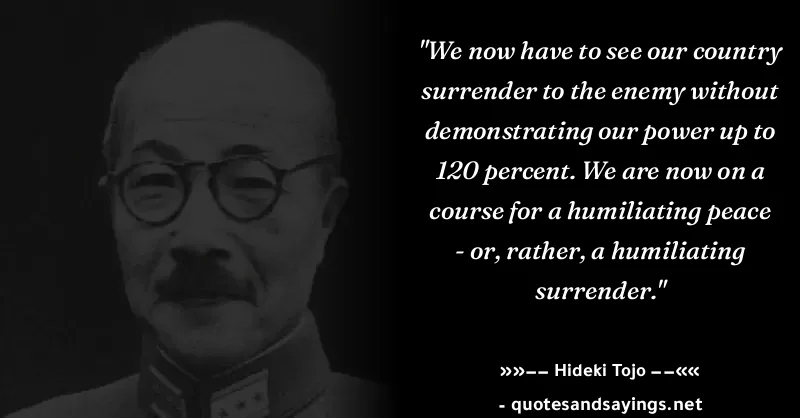 "We now have to see our country
surrender to the enemy without
demonstrating our power up to
120 percent. We are now on a
course for a humiliating peace
- or, rather, a humiliating
surrender."
»»−− Hideki Tojo −−««
- quotesandsayings.net